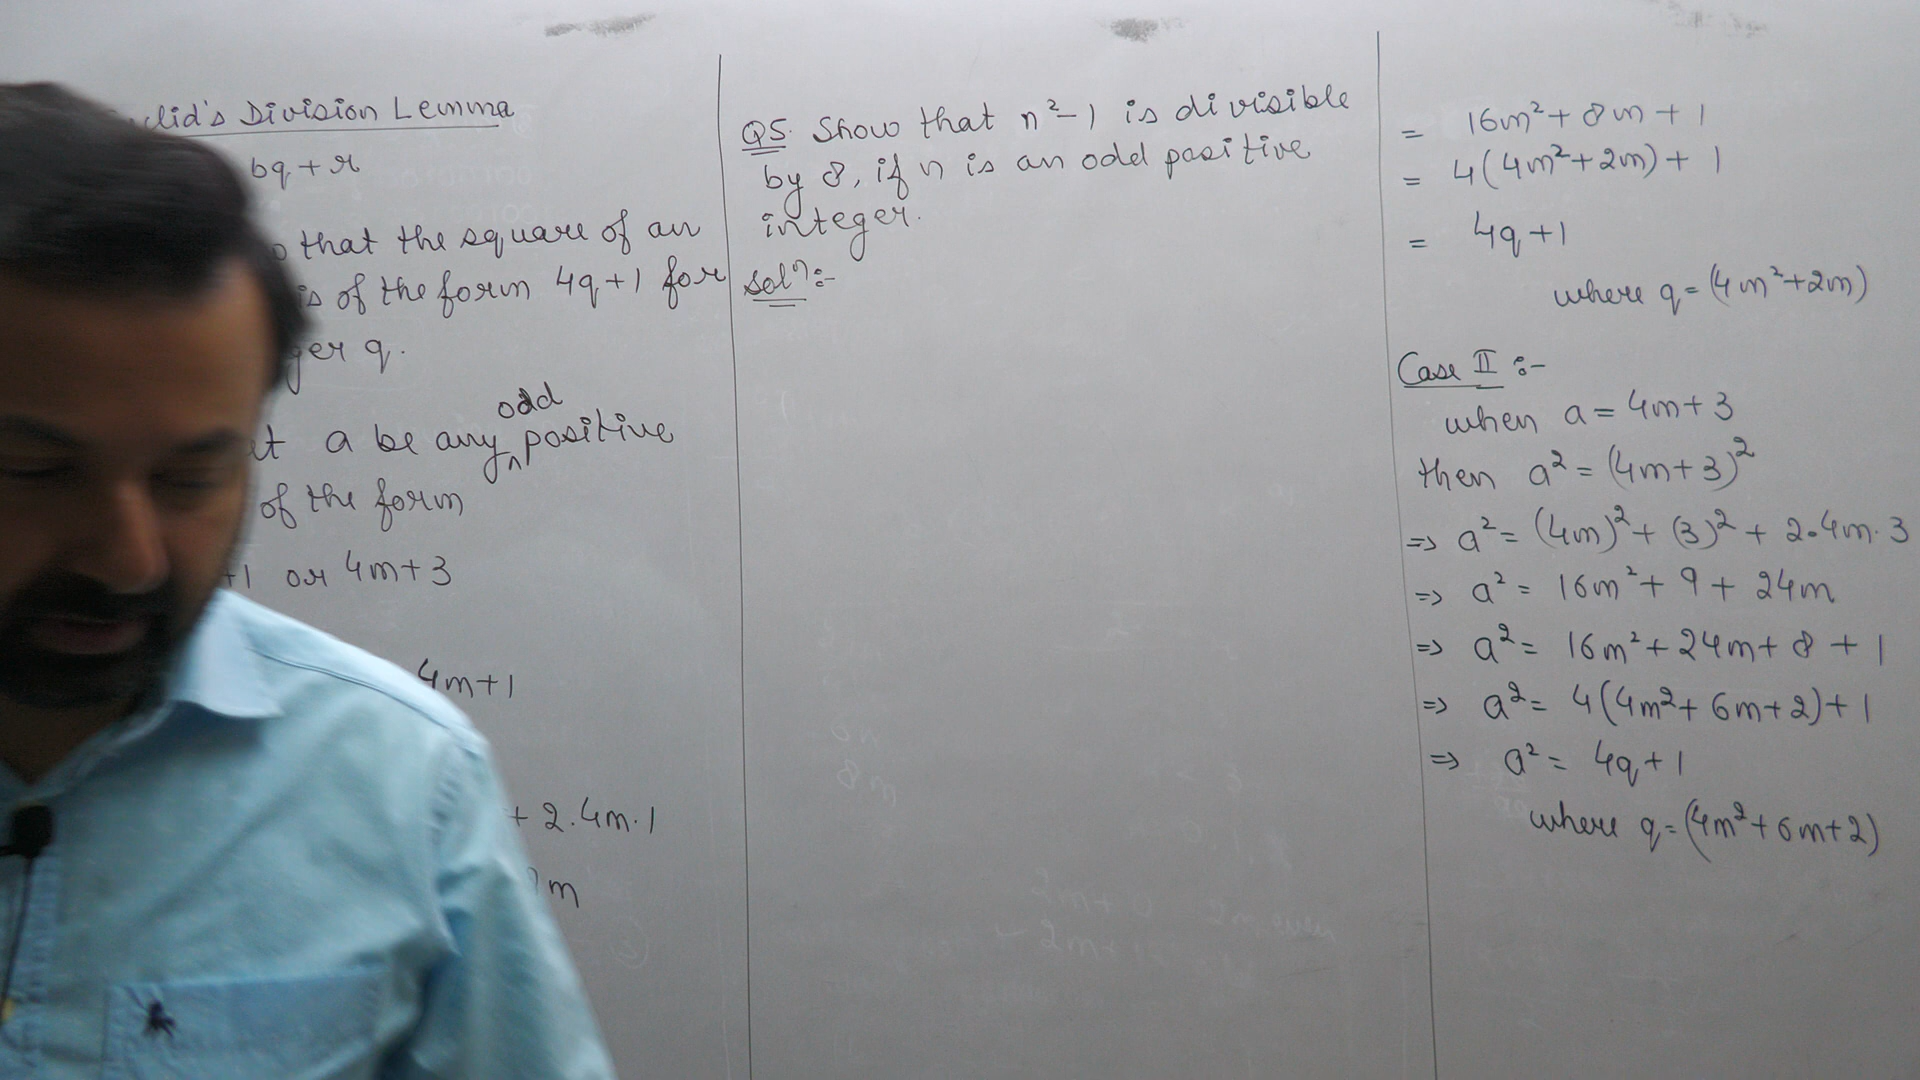 Division Lemma
bq + r
that the square of an
is of the form 4q+1 for
q.
odd
a be any positive
of the form
+1 or 4m+3
4m+1
+ 2.4m.1
m
Q5. Show that n²-1 is divisible
by 8, if n is an odd positive
integer.
Solⁿ:-
= 16m² + 8m + 1
= 4(4m²+2m) + 1
= 4q+1
where q = (4m²+2m)
Case II :-
when a = 4m+3
then a² = (4m+3)²
=> a² = (4m)² + (3)² + 2.4m.3
=> a² = 16m² + 9 + 24m
=> a² = 16m² + 24m + 8 + 1
=> a² = 4(4m² + 6m + 2) + 1
=> a² = 4q+1
where q = (4m² + 6m + 2)